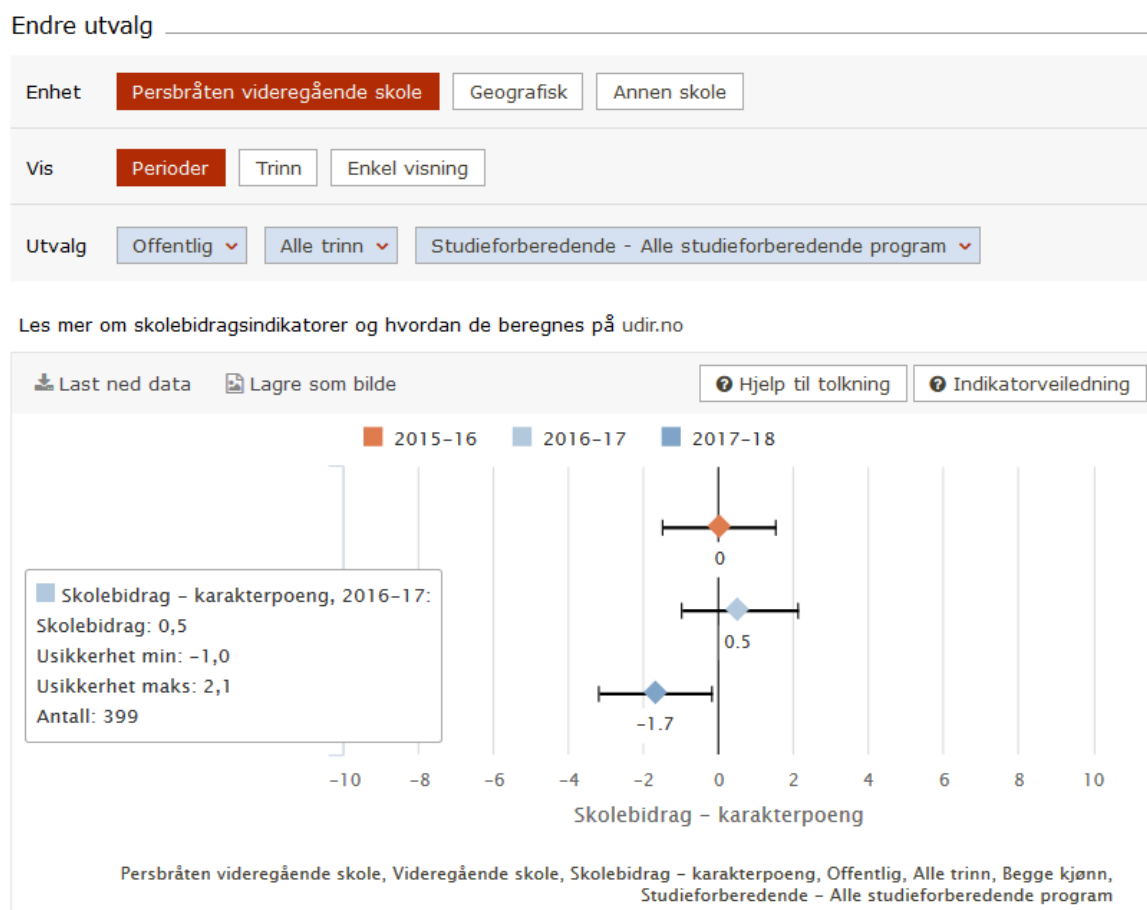 Endre utvalg
Enhet Persbråten videregående skole Geografisk Annen skole
Vis Perioder Trinn Enkel visning
Utvalg Offentlig Alle trinn Studieforberedende - Alle studieforberedende program
Les mer om skolebidragsindikatorer og hvordan de beregnes på udir.no
Last ned data Lagre som bilde Hjelp til tolkning Indikatorveiledning
2015-16 2016-17 2017-18
0
Skolebidrag - karakterpoeng, 2016-17:
Skolebidrag: 0,5
Usikkerhet min: -1,0
Usikkerhet maks: 2,1
Antall: 399
0.5
-1.7
-10 -8 -6 -4 -2 0 2 4 6 8 10
Skolebidrag - karakterpoeng
Persbråten videregående skole, Videregående skole, Skolebidrag - karakterpoeng, Offentlig, Alle trinn, Begge kjønn,
Studieforberedende - Alle studieforberedende program